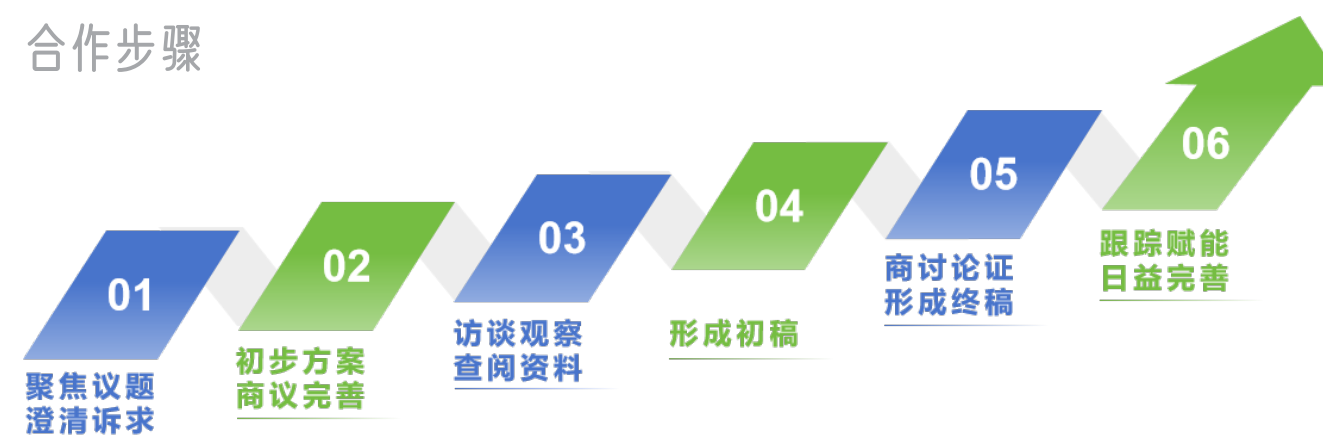 合作步骤
01
聚焦议题
澄清诉求
02
初步方案
商议完善
03
访谈观察
查阅资料
04
形成初稿
05
商讨论证
形成终稿
06
跟踪赋能
日益完善